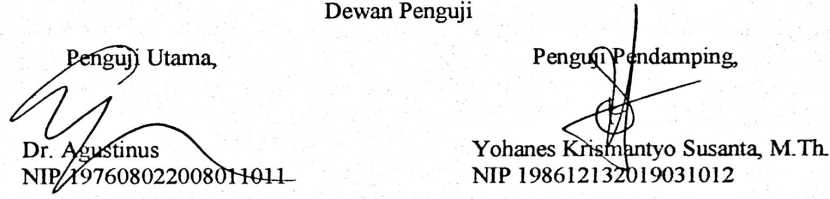 Dewan Penguji
Penguji Utama,
Penguji Pendamping,
Dr. Agustinus
NIP 197608022008011011
Yohanes Krismantyo Susanta, M.Th.
NIP 198612132019031012